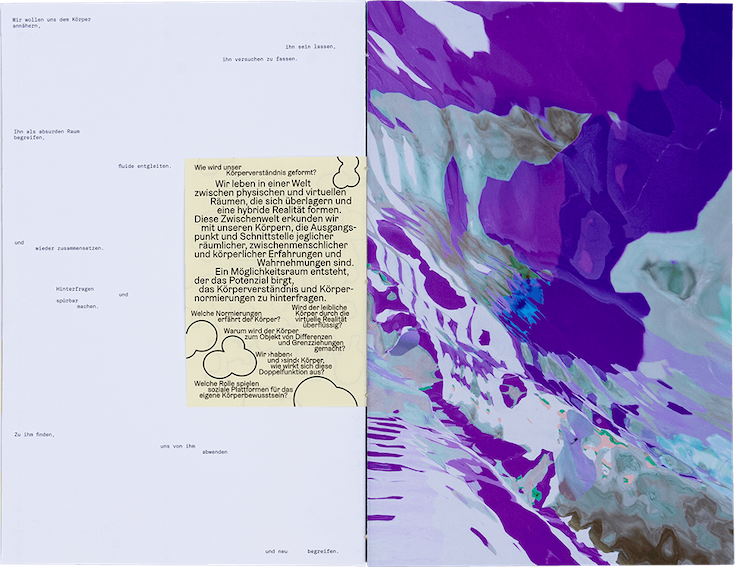 Wir wollen uns dem Körper
annähern,
ihn sein lassen,
ihn versuchen zu fassen.
Ihn als absurden Raum
begreifen,
fluide entgleiten.
und
wieder zusammensetzen.
Hinterfragen
und
spürbar
machen.
Zu ihm finden,
uns von ihm
abwenden
und neu begreifen.
Wie wird unser
Körperverständnis geformt?
Wir leben in einer Welt
zwischen physischen und virtuellen
Räumen, die sich überlagern und
eine hybride Realität formen.
Diese Zwischenwelt erkunden wir
mit unseren Körpern, die Ausgangs-
punkt und Schnittstelle jeglicher
räumlicher, zwischenmenschlicher
und körperlicher Erfahrungen und
Wahrnehmungen sind.
Ein Möglichkeitsraum entsteht,
der das Potenzial birgt,
das Körperverständnis und Körper-
normierungen zu hinterfragen.
Welche Normierungen
erfährt der Körper?
Wird der leibliche
Körper durch die
virtuelle Realität
überflüssig?
Warum wird der Körper
zum Objekt von Differenzen
und Grenzziehungen
gemacht?
Wir ›haben‹
und ›sind‹ Körper,
wie wirkt sich diese
Doppelfunktion aus?
Welche Rolle spielen
soziale Plattformen für das
eigene Körperbewusstsein?